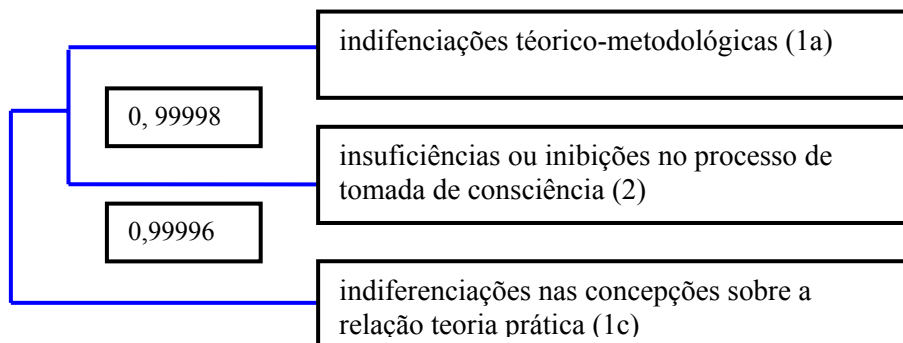 indifenciações téorico-metodológicas (1a)
0, 99998
insuficiências ou inibições no processo de
tomada de consciência (2)
0,99996
indiferenciações nas concepções sobre a
relação teoria prática (1c)